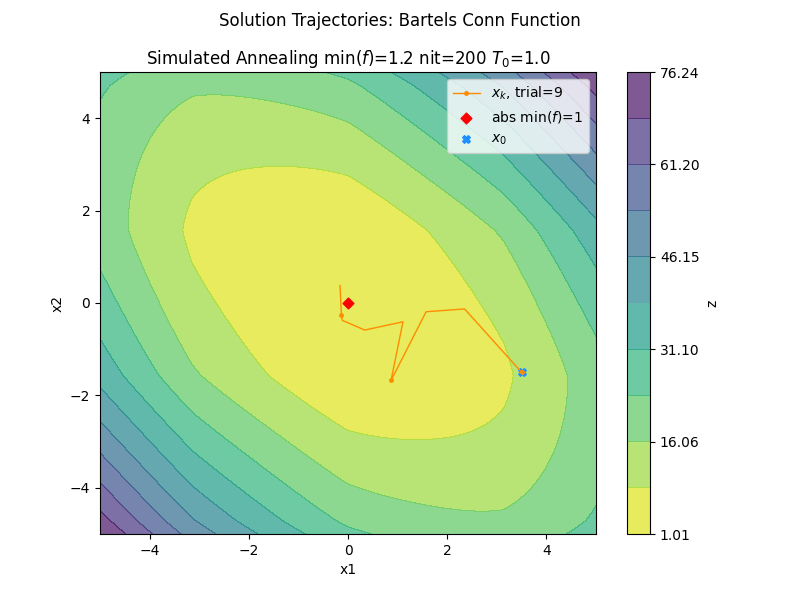 Solution Trajectories: Bartels Conn Function
Simulated Annealing min(f)=1.2 nit=200 T₀=1.0
xₖ, trial=9
abs min(f)=1
x₀
4
2
0
−2
−4
x2
−4
−2
0
2
4
x1
76.24
61.20
46.15
31.10
16.06
1.01
z